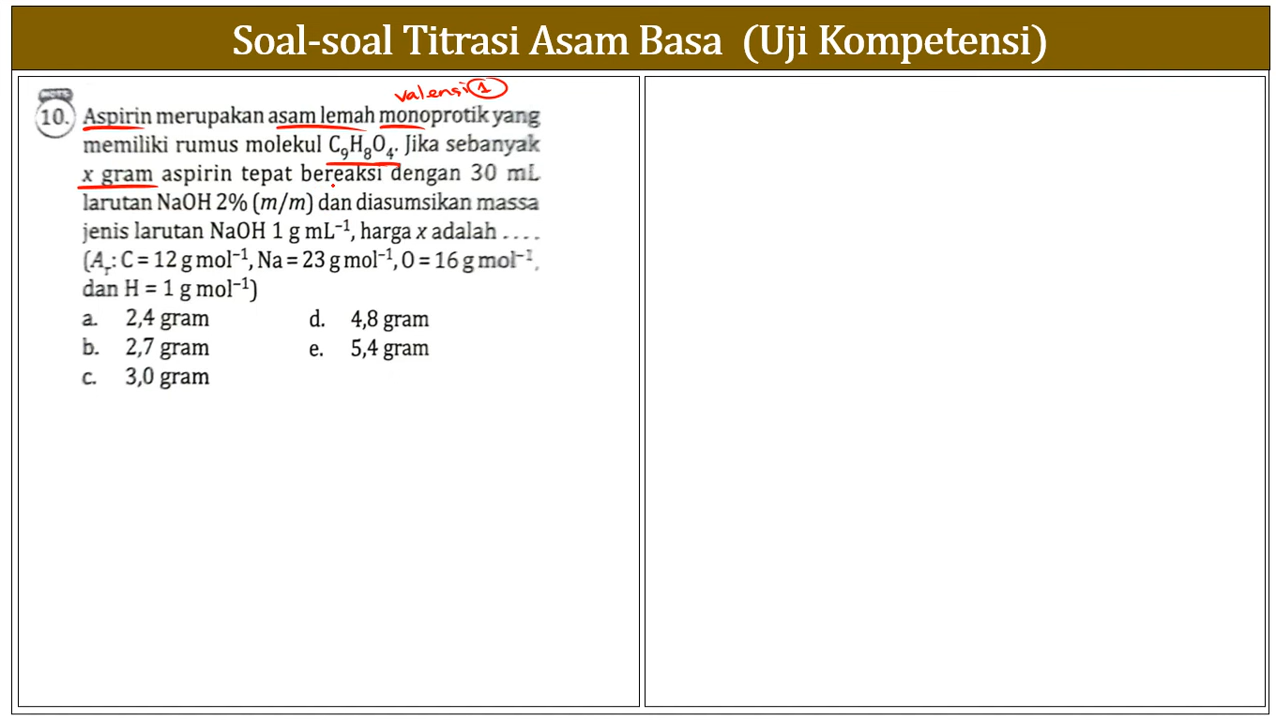 Soal-soal Titrasi Asam Basa (Uji Kompetensi)
valensi 1
10. Aspirin merupakan asam lemah monoprotik yang
memiliki rumus molekul C₉H₈O₄. Jika sebanyak
x gram aspirin tepat bereaksi dengan 30 mL
larutan NaOH 2% (m/m) dan diasumsikan massa
jenis larutan NaOH 1 g mL⁻¹, harga x adalah ....
(Aᵣ: C = 12 g mol⁻¹, Na = 23 g mol⁻¹, O = 16 g mol⁻¹,
dan H = 1 g mol⁻¹)
a. 2,4 gram d. 4,8 gram
b. 2,7 gram e. 5,4 gram
c. 3,0 gram